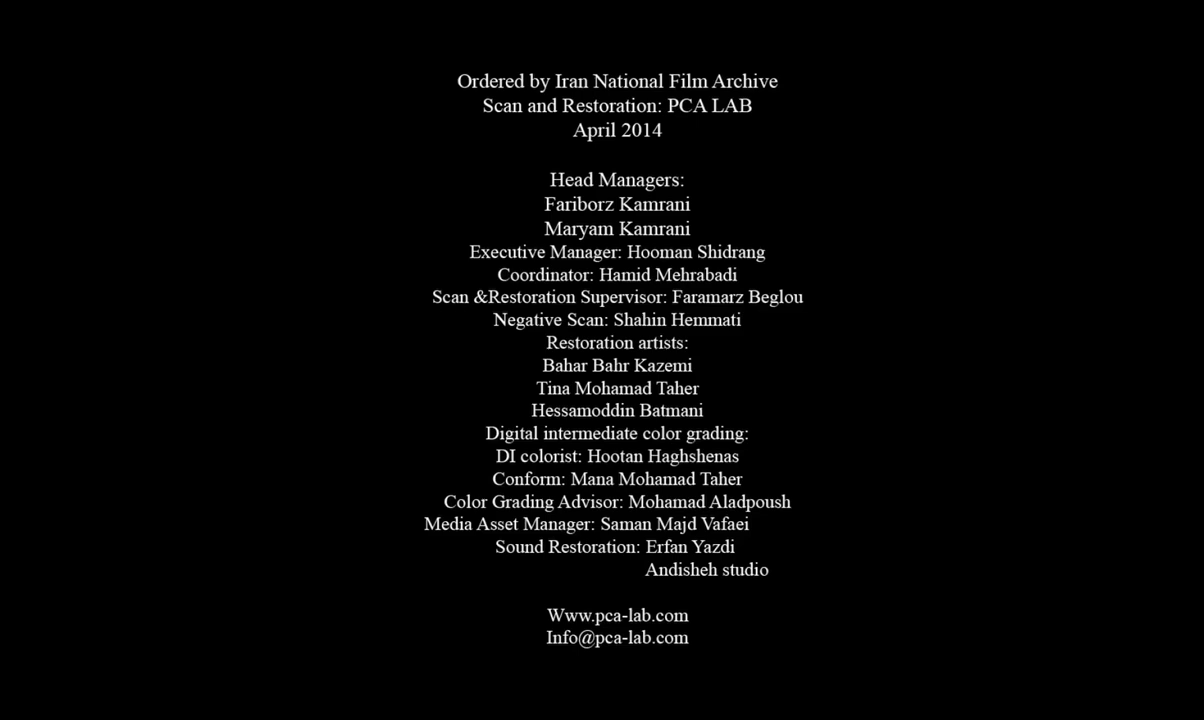 Ordered by Iran National Film Archive
Scan and Restoration: PCA LAB
April 2014
Head Managers:
Fariborz Kamrani
Maryam Kamrani
Executive Manager: Hooman Shidrang
Coordinator: Hamid Mehrabadi
Scan &Restoration Supervisor: Faramarz Beglou
Negative Scan: Shahin Hemmati
Restoration artists:
Bahar Bahr Kazemi
Tina Mohamad Taher
Hessamoddin Batmani
Digital intermediate color grading:
DI colorist: Hootan Haghshenas
Conform: Mana Mohamad Taher
Color Grading Advisor: Mohamad Aladpoush
Media Asset Manager: Saman Majd Vafaei
Sound Restoration: Erfan Yazdi
Andisheh studio
Www.pca-lab.com
Info@pca-lab.com